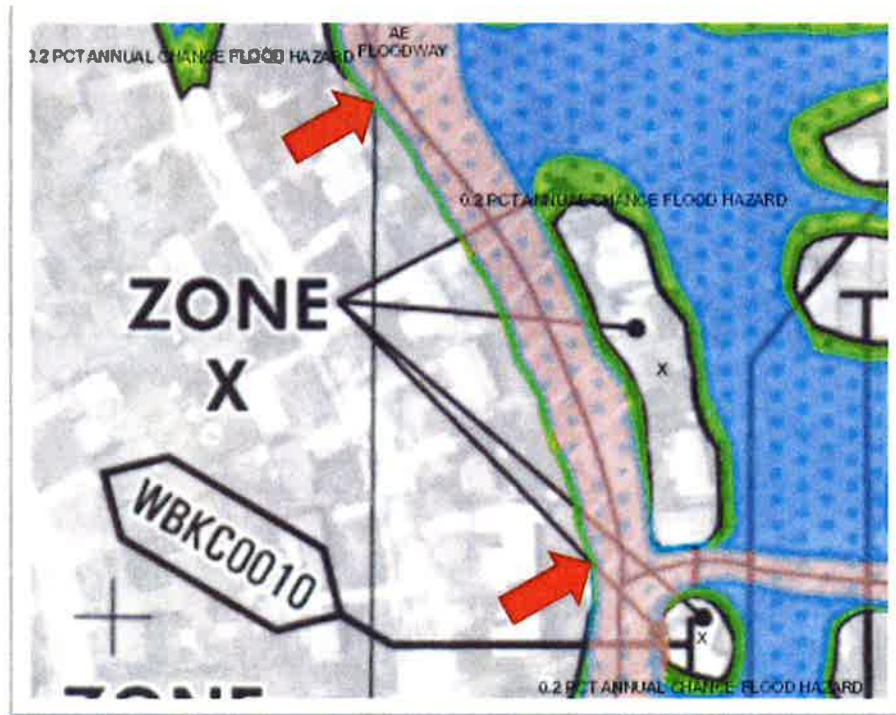 AE
FLOODWAY
0.2 PCT ANNUAL CHANCE FLOOD HAZARD
0.2 PCT ANNUAL CHANCE FLOOD HAZARD
ZONE
X
X
WBKC0010
X
0.2 PCT ANNUAL CHANCE FLOOD HAZARD
ZONE